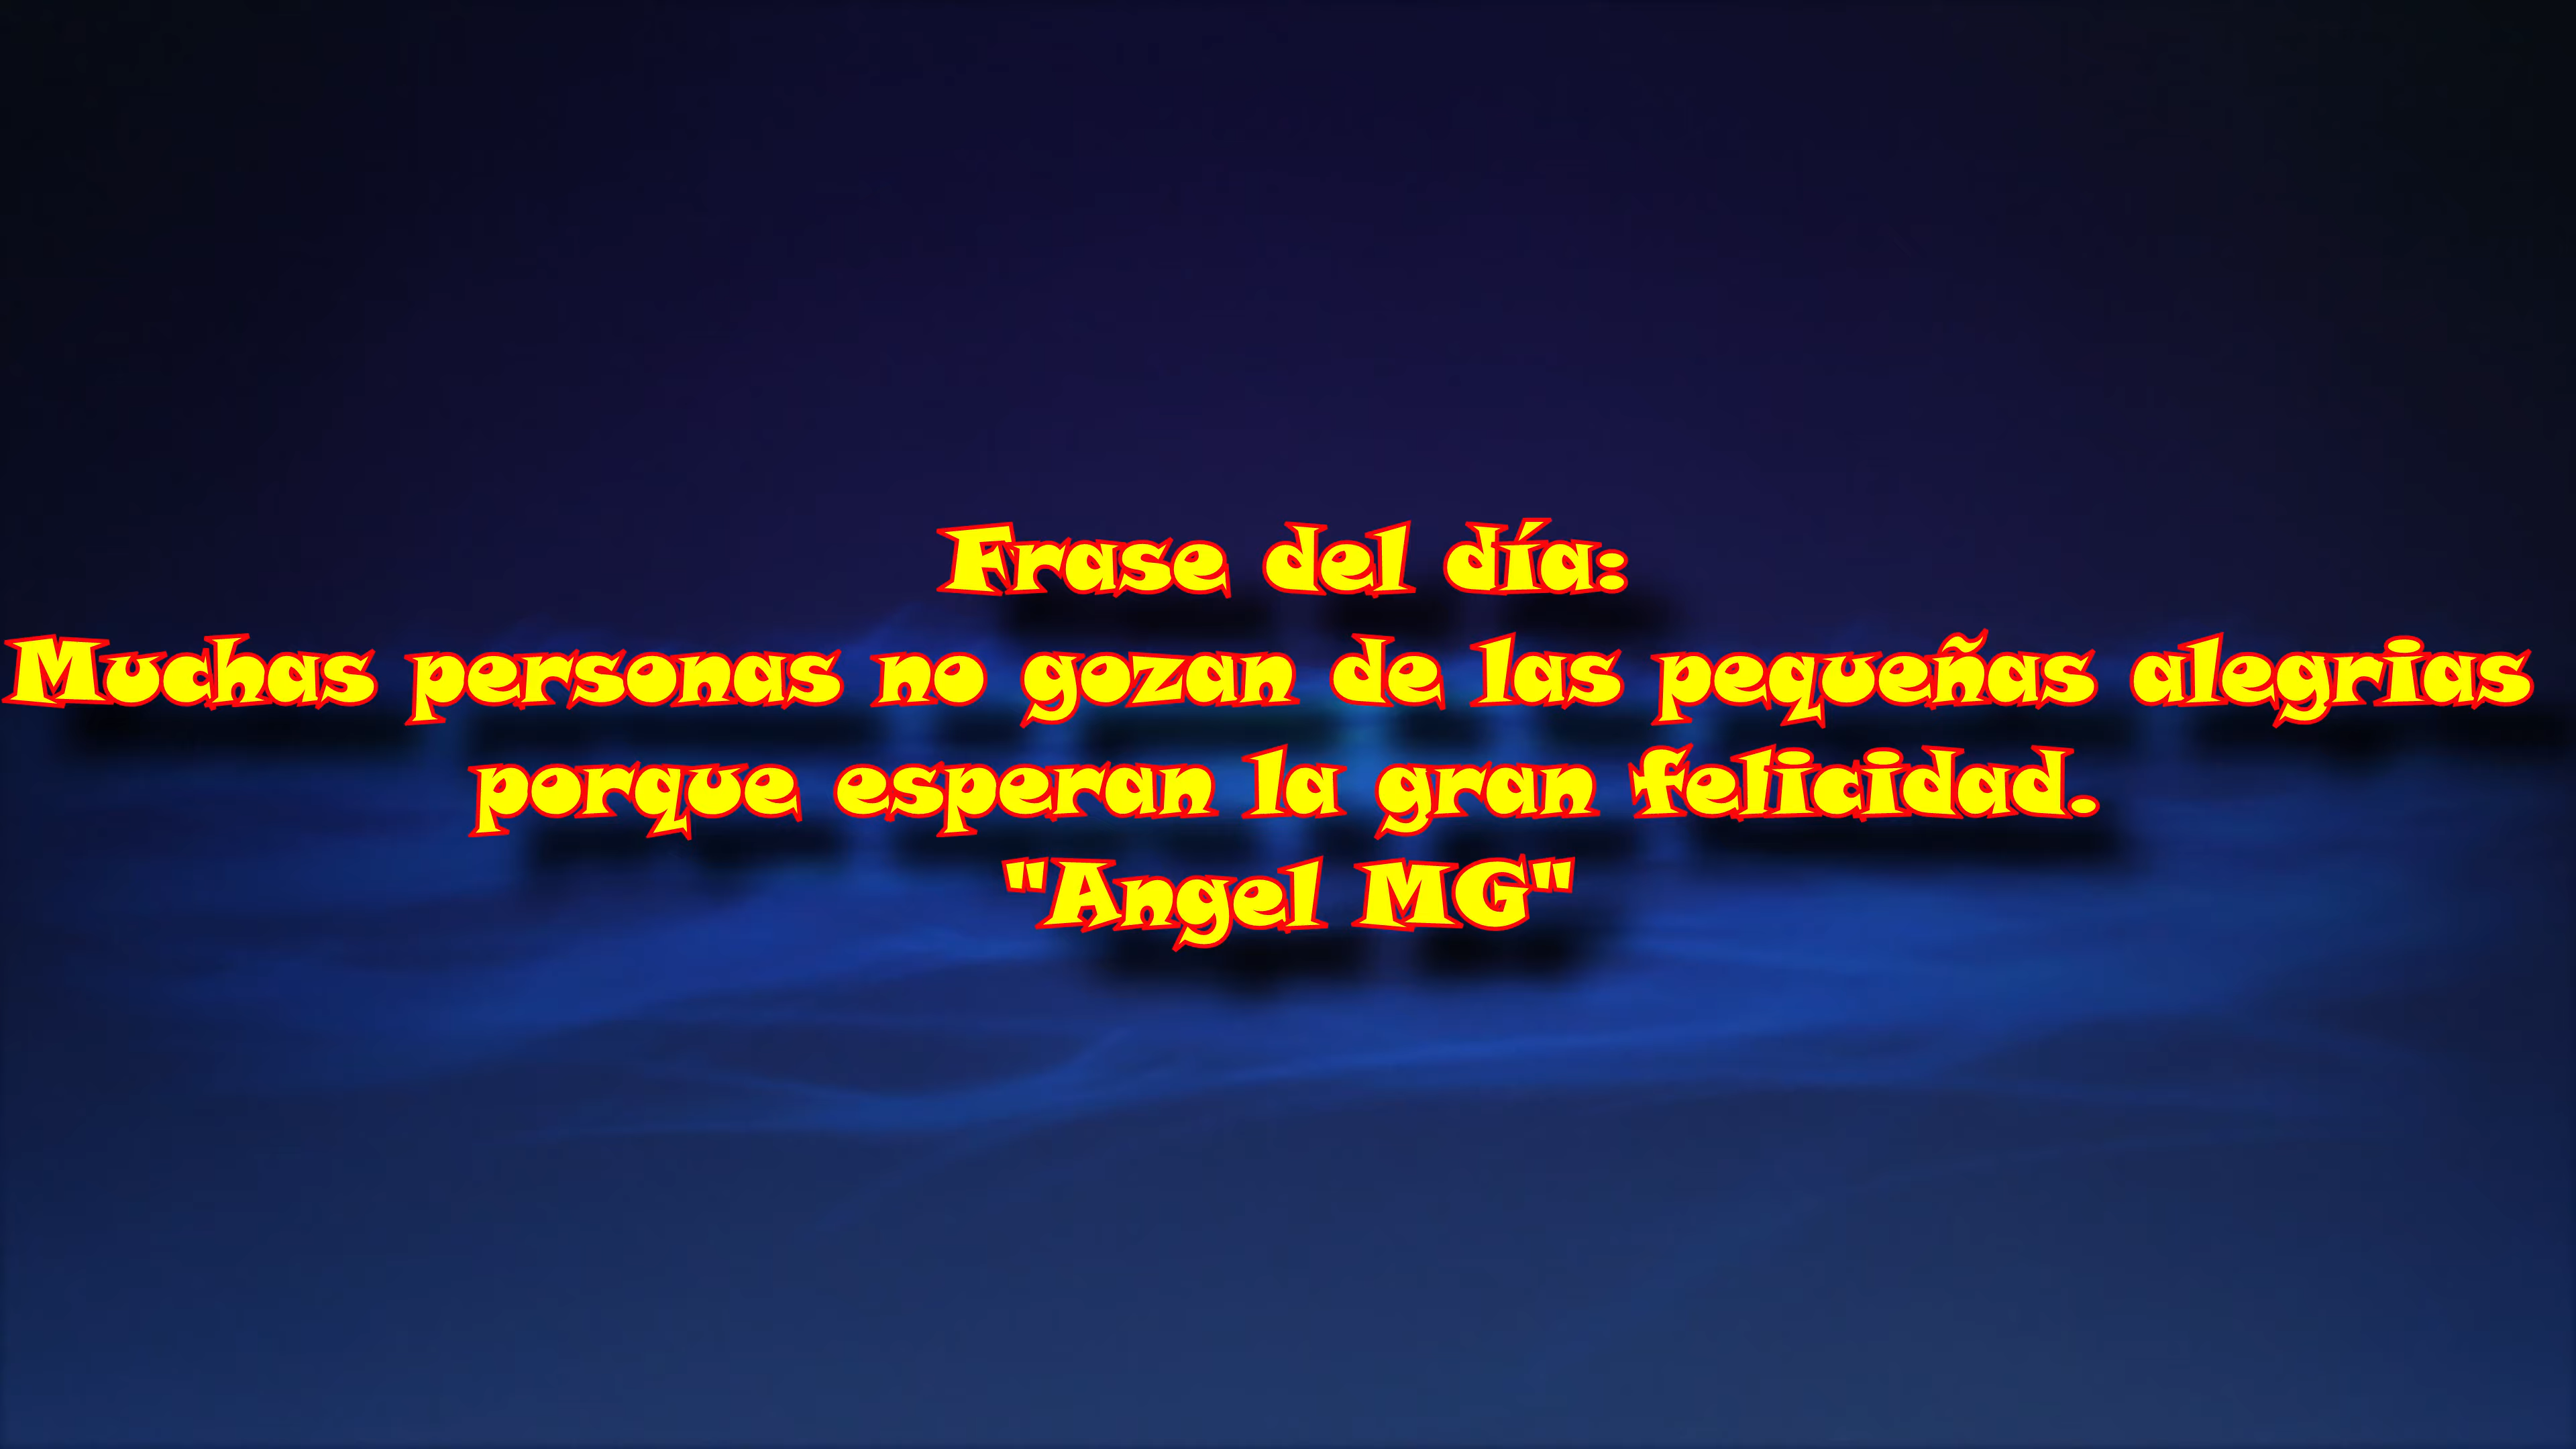 Frase del día:
Muchas personas no gozan de las pequeñas alegrias
porque esperan la gran felicidad.
"Angel MG"